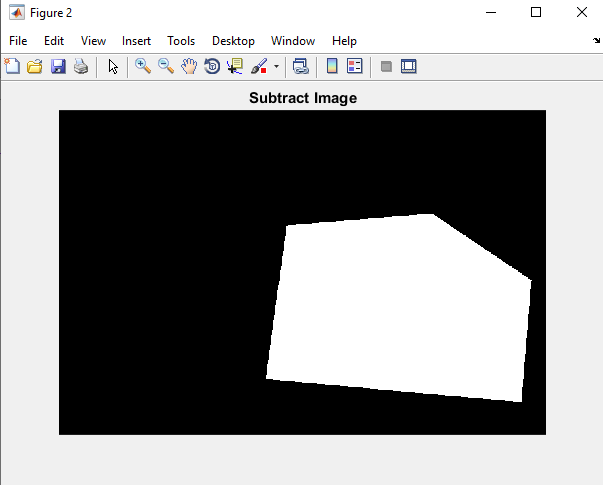 Figure 2
File Edit View Insert Tools Desktop Window Help
Subtract Image